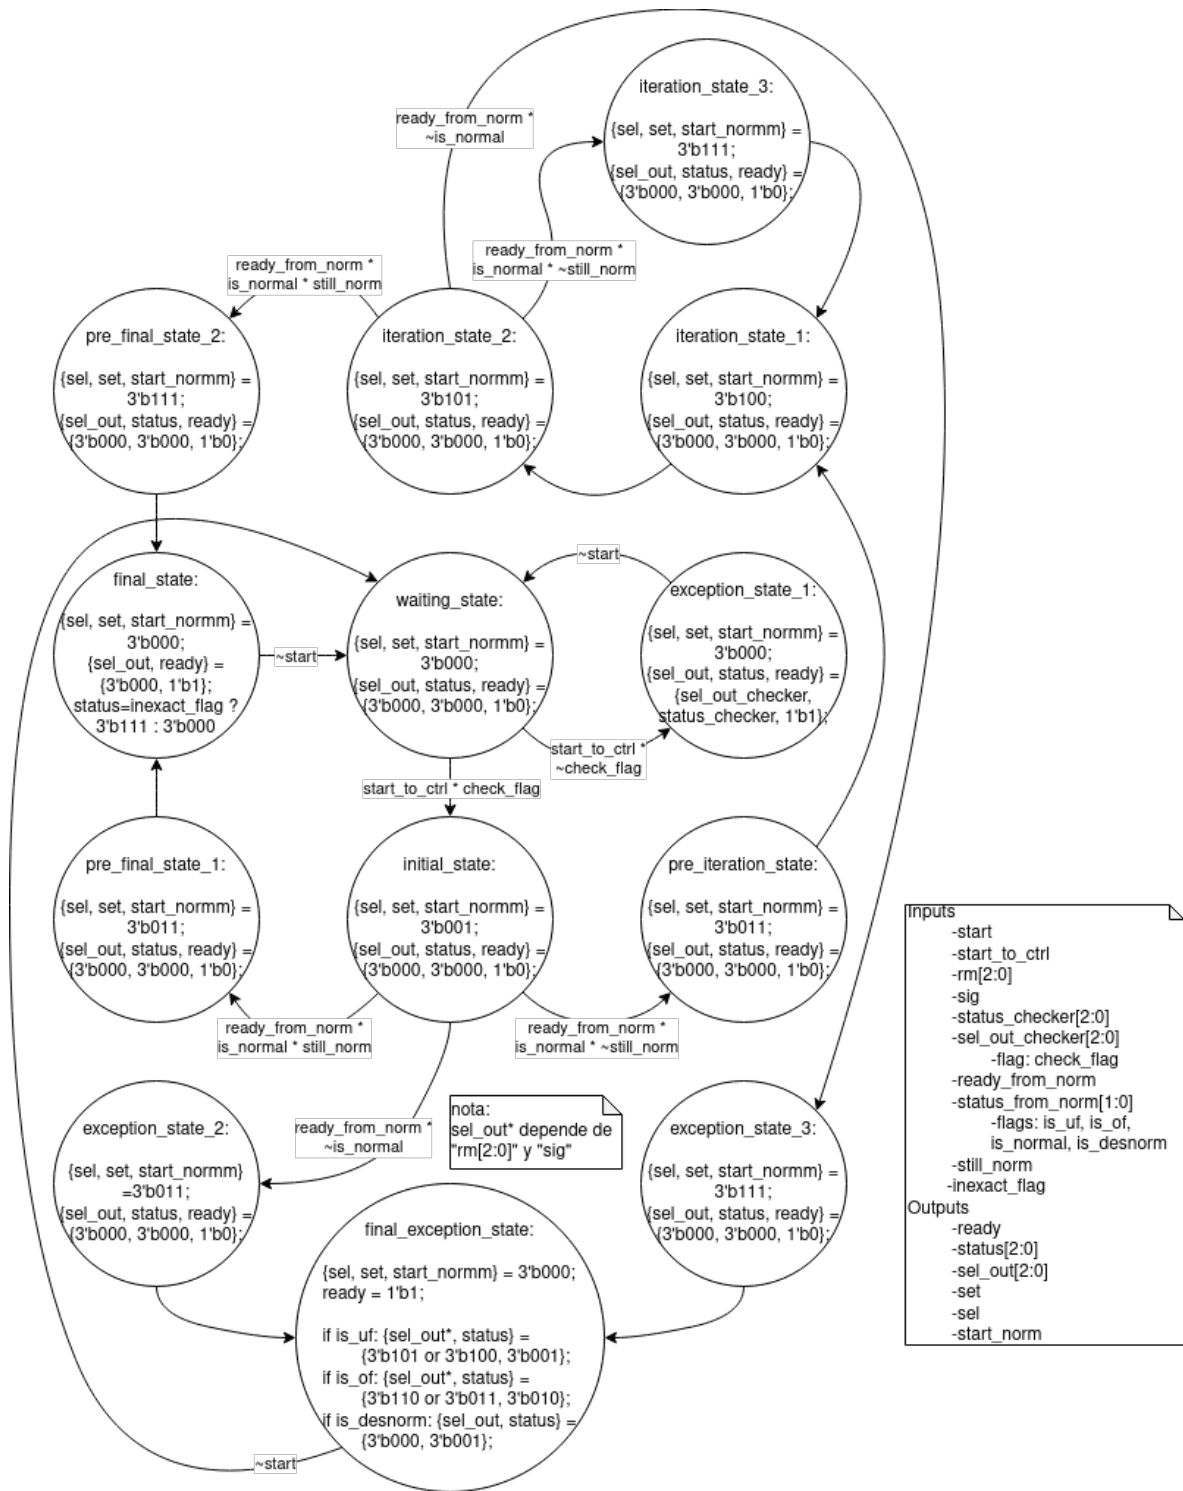 iteration_state_3:
{sel, set, start_normm} =
3'b111;
{sel_out, status, ready} =
{3'b000, 3'b000, 1'b0};
ready_from_norm *
~is_normal
ready_from_norm *
is_normal * ~still_norm
ready_from_norm *
is_normal * still_norm
pre_final_state_2:
{sel, set, start_normm} =
3'b111;
{sel_out, status, ready} =
{3'b000, 3'b000, 1'b0};
iteration_state_2:
{sel, set, start_normm} =
3'b101;
{sel_out, status, ready} =
{3'b000, 3'b000, 1'b0};
iteration_state_1:
{sel, set, start_normm} =
3'b100;
{sel_out, status, ready} =
{3'b000, 3'b000, 1'b0};
final_state:
{sel, set, start_normm} =
3'b000;
{sel_out, ready} =
{3'b000, 1'b1};
status=inexact_flag ?
3'b111 : 3'b000
~start
waiting_state:
{sel, set, start_normm} =
3'b000;
{sel_out, status, ready} =
{3'b000, 3'b000, 1'b0};
~start
exception_state_1:
{sel, set, start_normm} =
3'b000;
{sel_out, status, ready} =
{sel_out_checker,
status_checker, 1'b1};
start_to_ctrl *
~check_flag
start_to_ctrl * check_flag
pre_final_state_1:
{sel, set, start_normm} =
3'b011;
{sel_out, status, ready} =
{3'b000, 3'b000, 1'b0};
initial_state:
{sel, set, start_normm} =
3'b001;
{sel_out, status, ready} =
{3'b000, 3'b000, 1'b0};
pre_iteration_state:
{sel, set, start_normm} =
3'b011;
{sel_out, status, ready} =
{3'b000, 3'b000, 1'b0};
ready_from_norm *
is_normal * still_norm
ready_from_norm *
is_normal * ~still_norm
ready_from_norm *
~is_normal
nota:
sel_out* depende de
"rm[2:0]" y "sig"
exception_state_2:
{sel, set, start_normm}
=3'b011;
{sel_out, status, ready} =
{3'b000, 3'b000, 1'b0};
exception_state_3:
{sel, set, start_normm} =
3'b111;
{sel_out, status, ready} =
{3'b000, 3'b000, 1'b0};
final_exception_state:
{sel, set, start_normm} = 3'b000;
ready = 1'b1;
if is_uf: {sel_out*, status} =
{3'b101 or 3'b100, 3'b001};
if is_of: {sel_out*, status} =
{3'b110 or 3'b011, 3'b010};
if is_desnorm: {sel_out, status} =
{3'b000, 3'b001};
~start
Inputs
-start
-start_to_ctrl
-rm[2:0]
-sig
-status_checker[2:0]
-sel_out_checker[2:0]
-flag: check_flag
-ready_from_norm
-status_from_norm[1:0]
-flags: is_uf, is_of,
is_normal, is_desnorm
-still_norm
-inexact_flag
Outputs
-ready
-status[2:0]
-sel_out[2:0]
-set
-sel
-start_norm